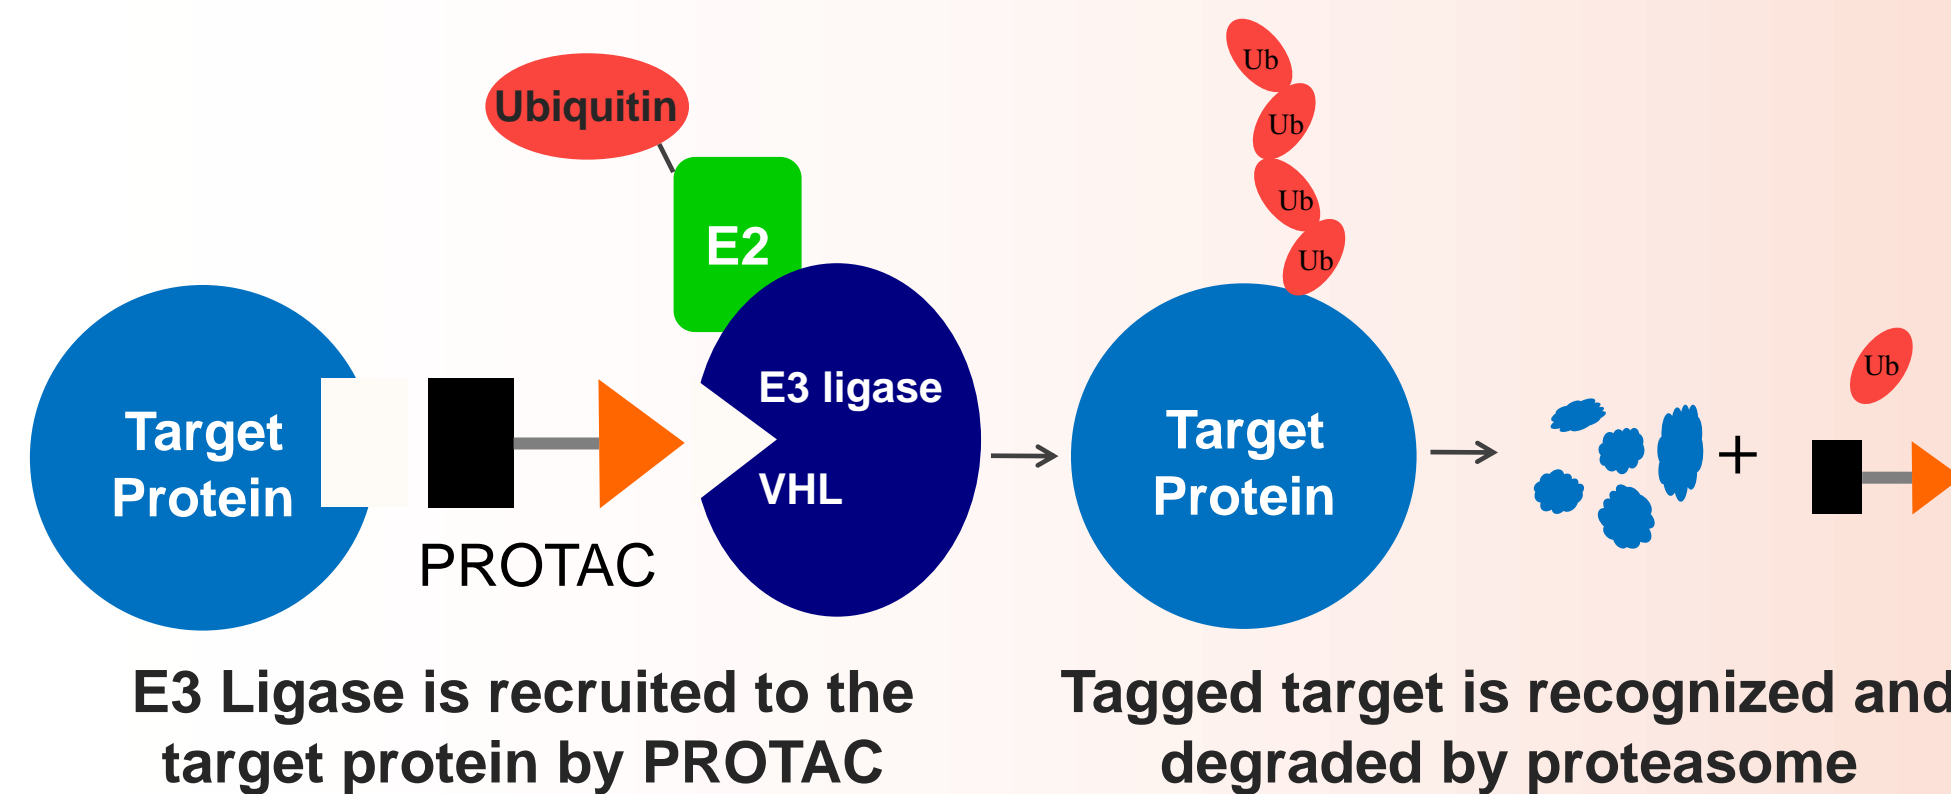 Ubiquitin
E2
Target
Protein
PROTAC
E3 ligase
VHL
Ub
Ub
Ub
Ub
Target
Protein
+
Ub
E3 Ligase is recruited to the
target protein by PROTAC
Tagged target is recognized and
degraded by proteasome